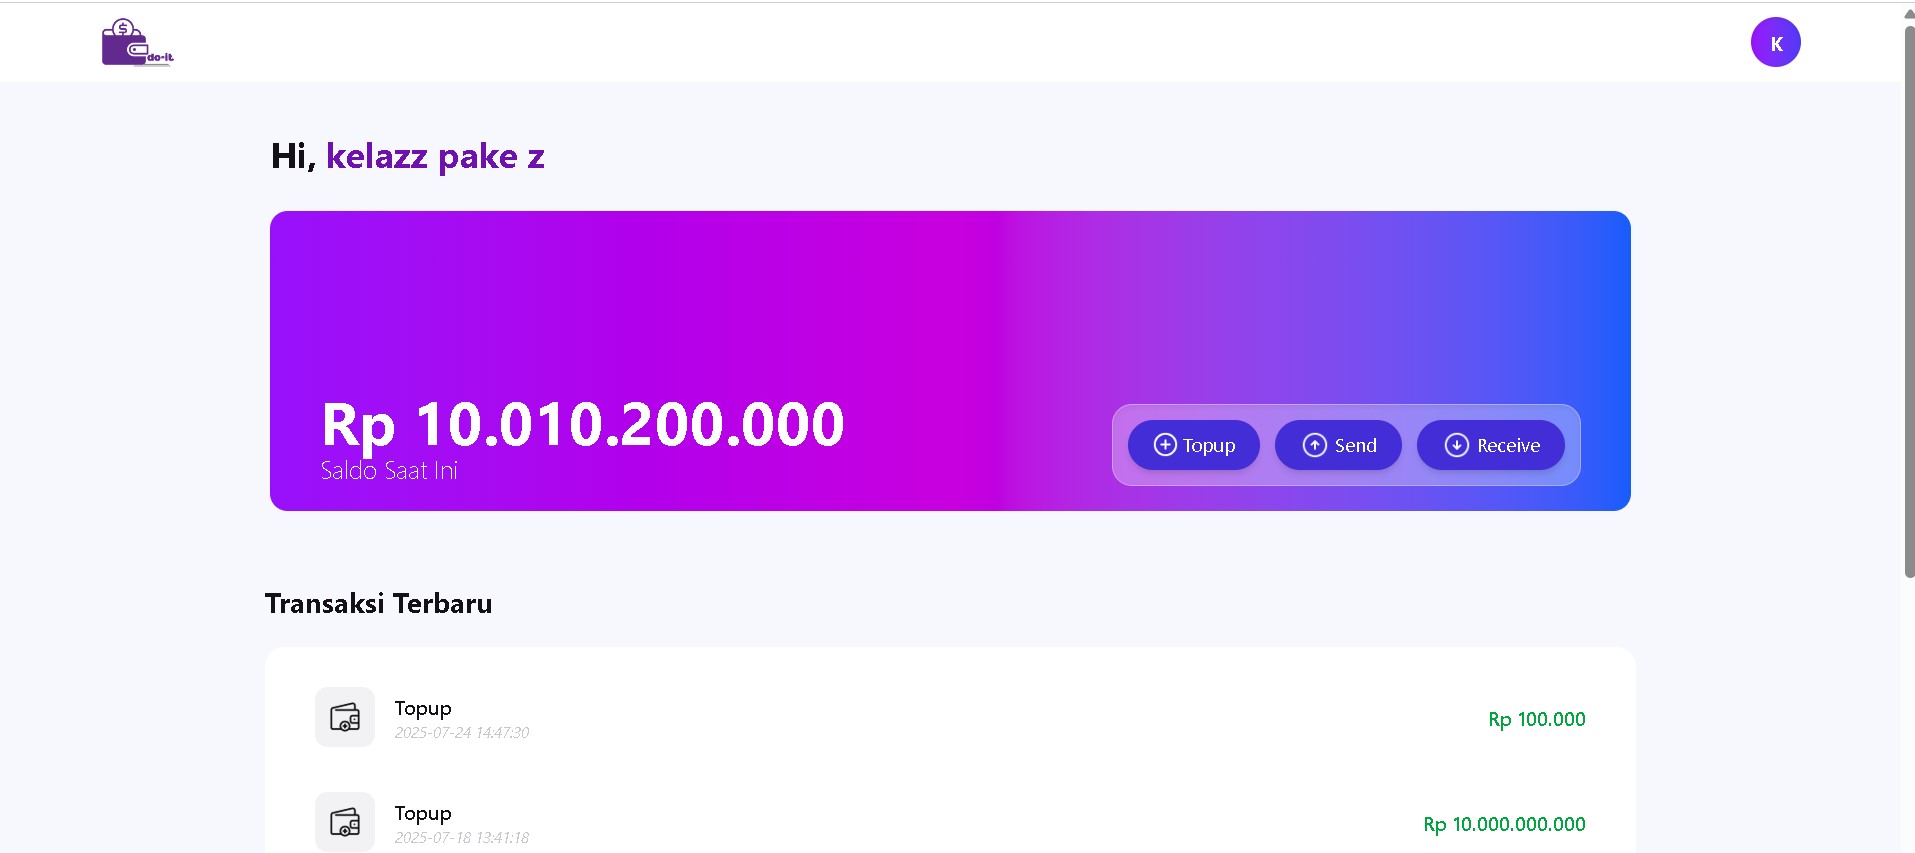 $
do-it
K
Hi, kelazz pake z
Rp 10.010.200.000
Saldo Saat Ini
Topup
Send
Receive
Transaksi Terbaru
Topup
2025-07-24 14:47:30
Rp 100.000
Topup
2025-07-18 13:41:18
Rp 10.000.000.000